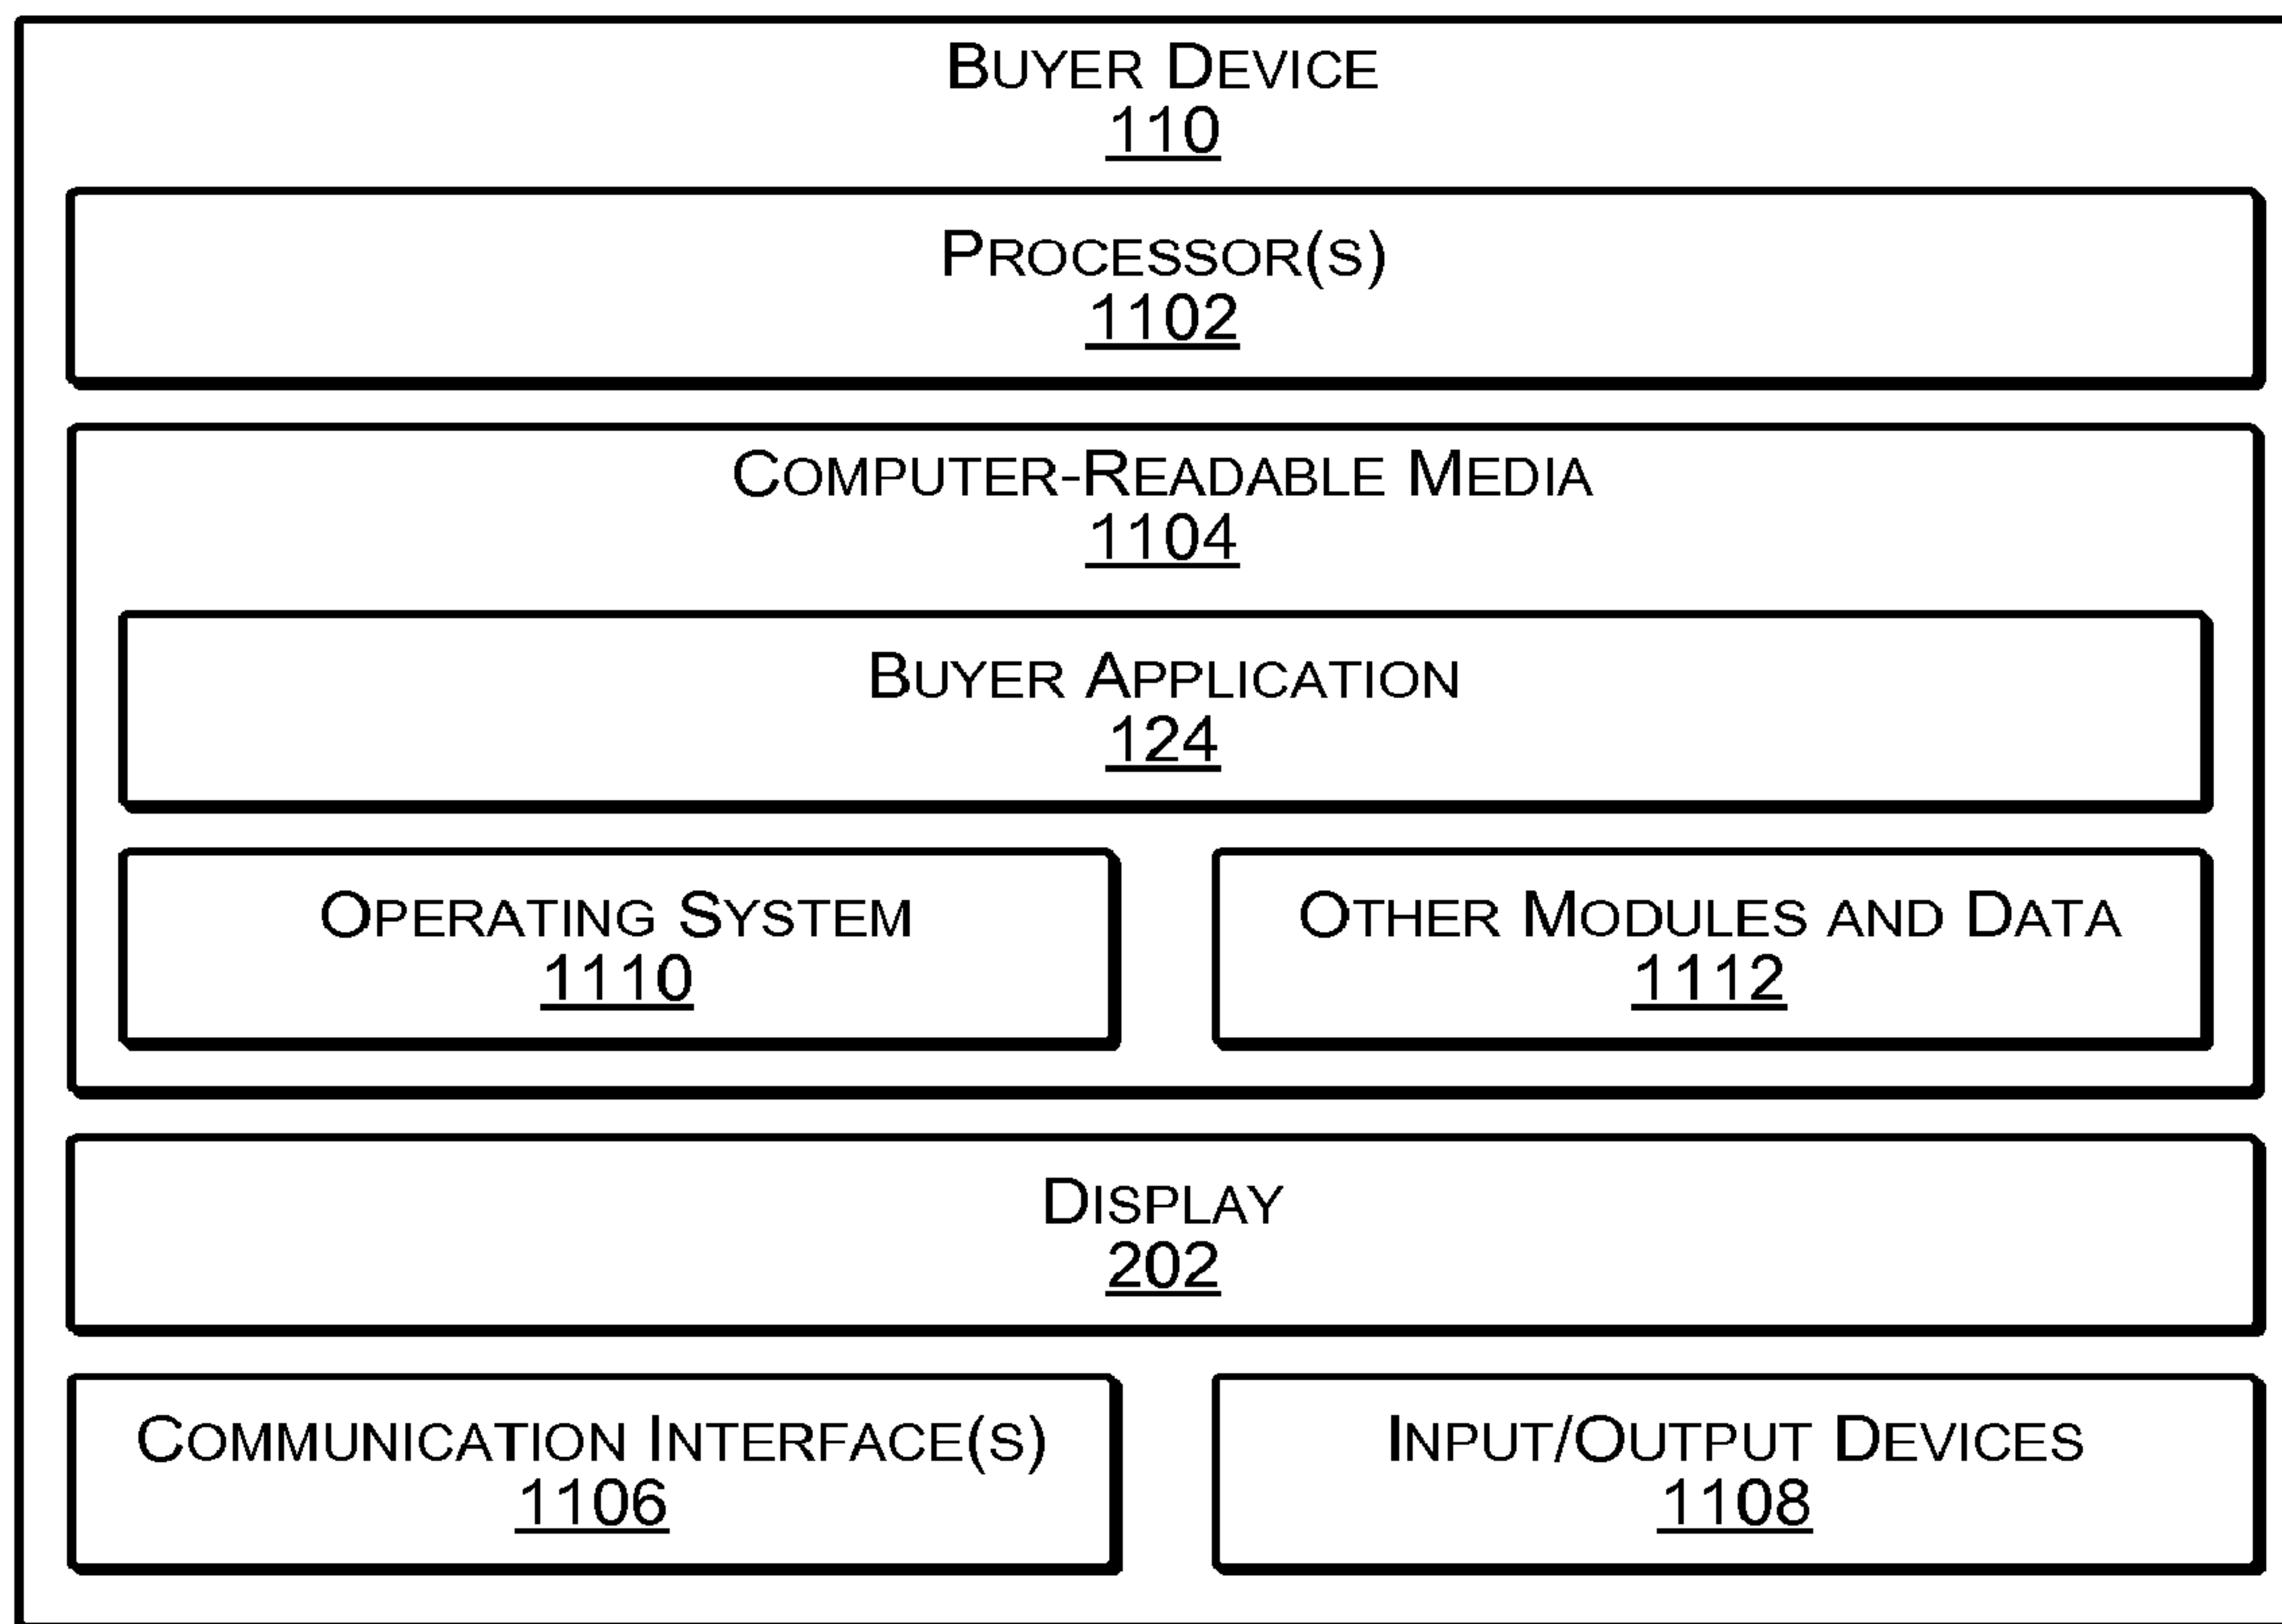 BUYER DEVICE
110
PROCESSOR(S)
1102
COMPUTER-READABLE MEDIA
1104
BUYER APPLICATION
124
OPERATING SYSTEM
1110
OTHER MODULES AND DATA
1112
DISPLAY
202
COMMUNICATION INTERFACE(S)
1106
INPUT/OUTPUT DEVICES
1108